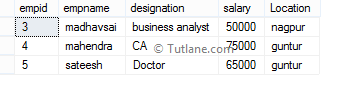 empid empname designation salary Location
3 madhavsai business analyst 50000 nagpur
4 mahendra CA 75000 guntur
5 sateesh Doctor 65000 guntur
© Tutlane.com